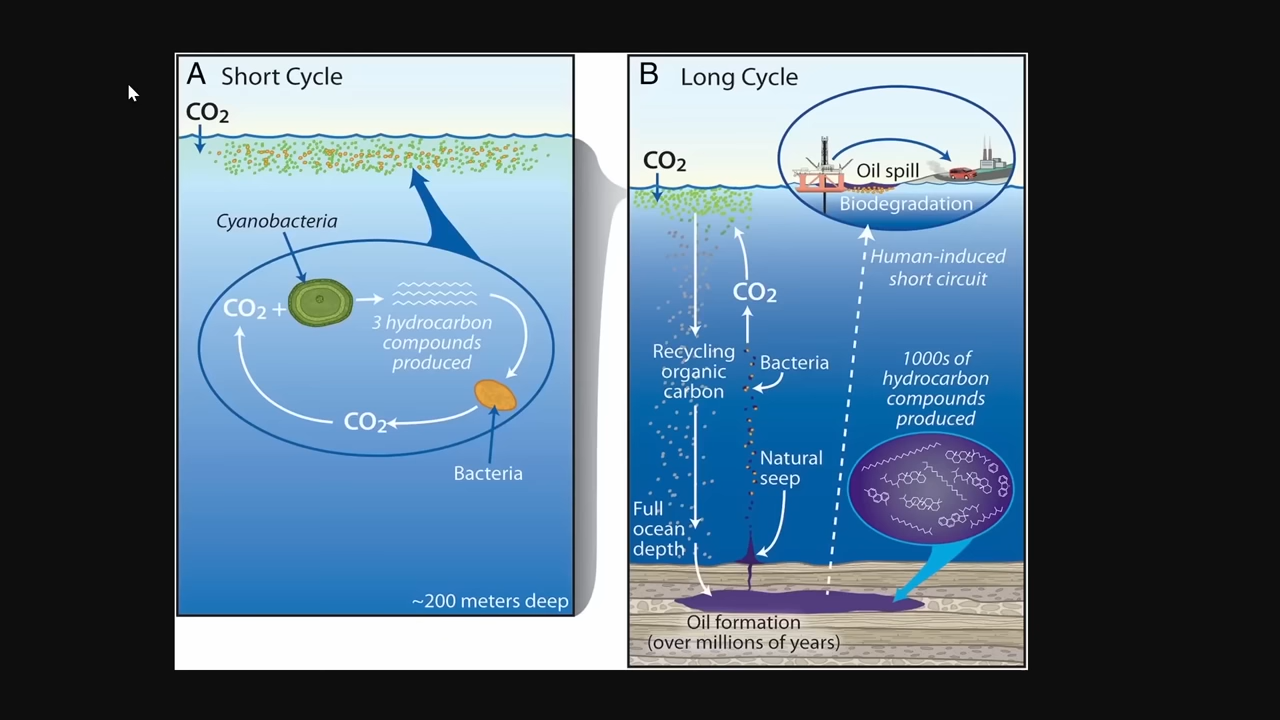 A Short Cycle
CO2
Cyanobacteria
CO2 +
3 hydrocarbon
compounds
produced
CO2
Bacteria
~200 meters deep
B Long Cycle
CO2
Oil spill
Biodegradation
Human-induced
short circuit
CO2
Recycling
organic
carbon
Bacteria
1000s of
hydrocarbon
compounds
produced
Natural
seep
Full
ocean
depth
Oil formation
(over millions of years)